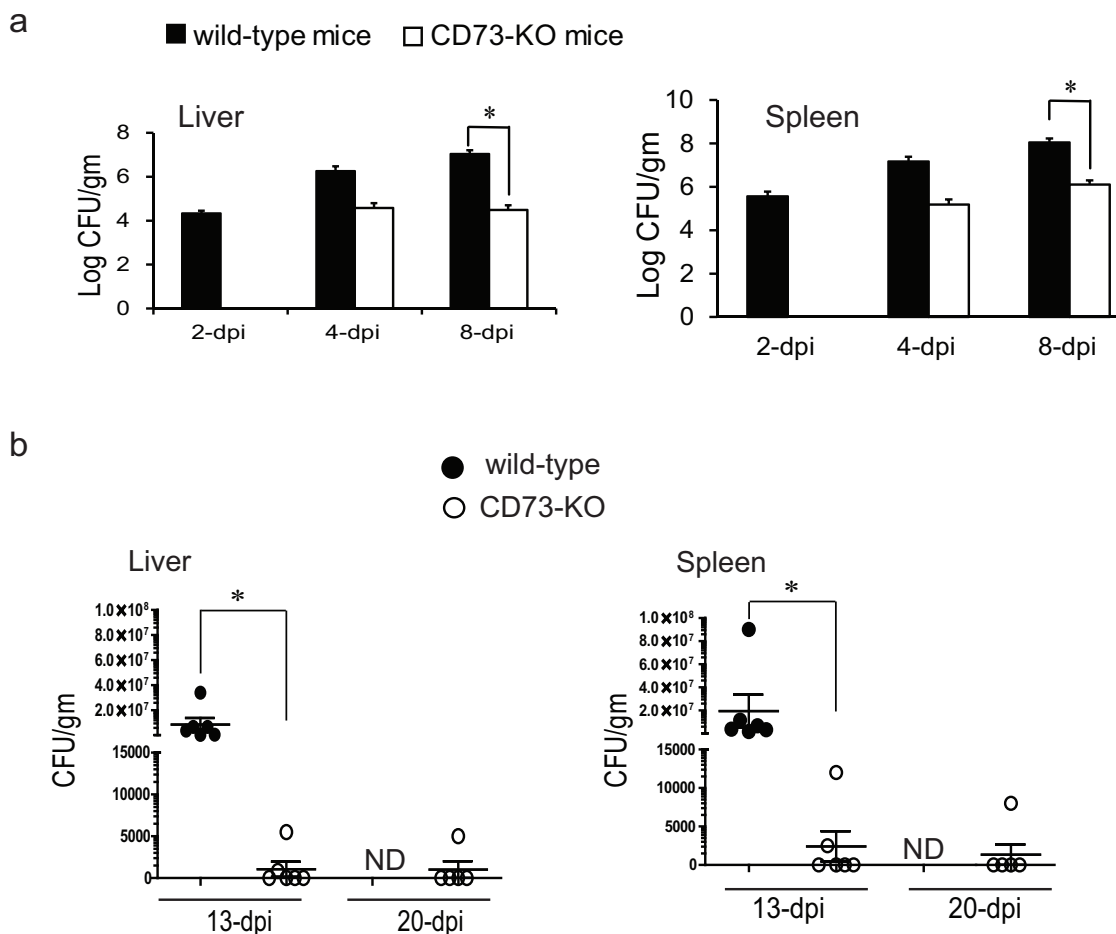 a
wild-type mice CD73-KO mice
Liver
*
Log CFU/gm
8
6
4
2
0
2-dpi 4-dpi 8-dpi
Spleen
*
Log CFU/gm
10
8
6
4
2
0
2-dpi 4-dpi 8-dpi
b
wild-type
CD73-KO
Liver
*
CFU/gm
1.0×10⁸
8.0×10⁷
6.0×10⁷
4.0×10⁷
2.0×10⁷
15000
10000
5000
0
ND
13-dpi 20-dpi
Spleen
*
CFU/gm
1.0×10⁸
8.0×10⁷
6.0×10⁷
4.0×10⁷
2.0×10⁷
15000
10000
5000
0
ND
13-dpi 20-dpi